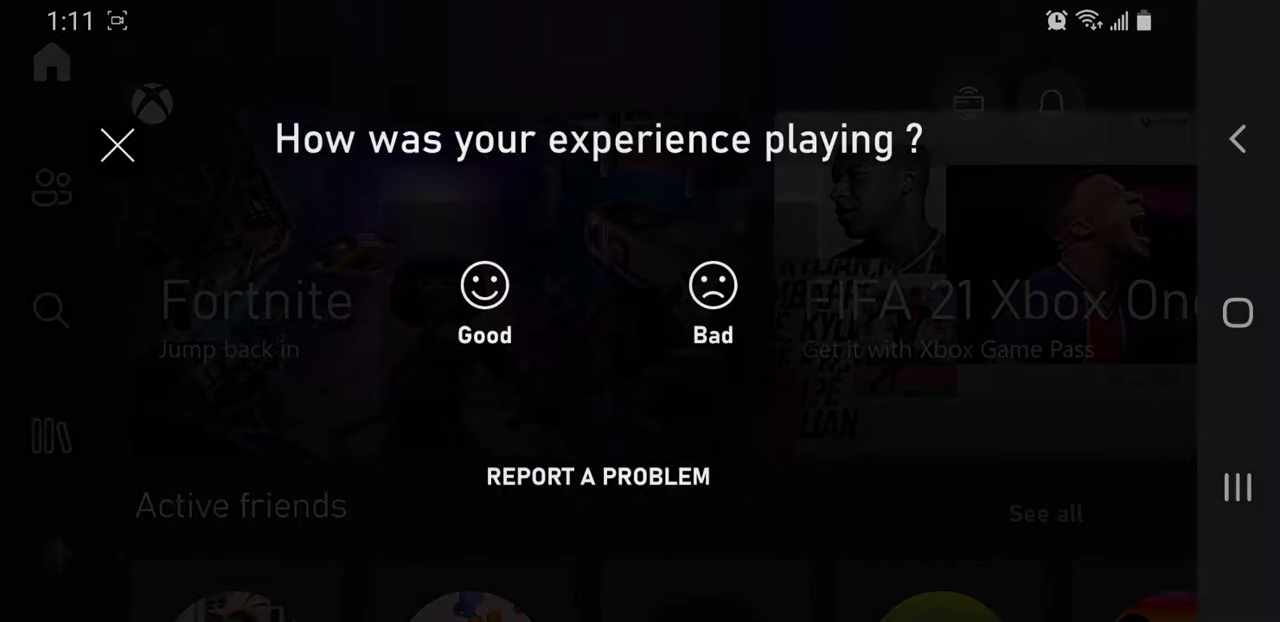 1:11
How was your experience playing ?
Fortnite
Jump back in
FIFA 21 Xbox On
Get it with Xbox Game Pass
Good
Bad
REPORT A PROBLEM
Active friends
See all